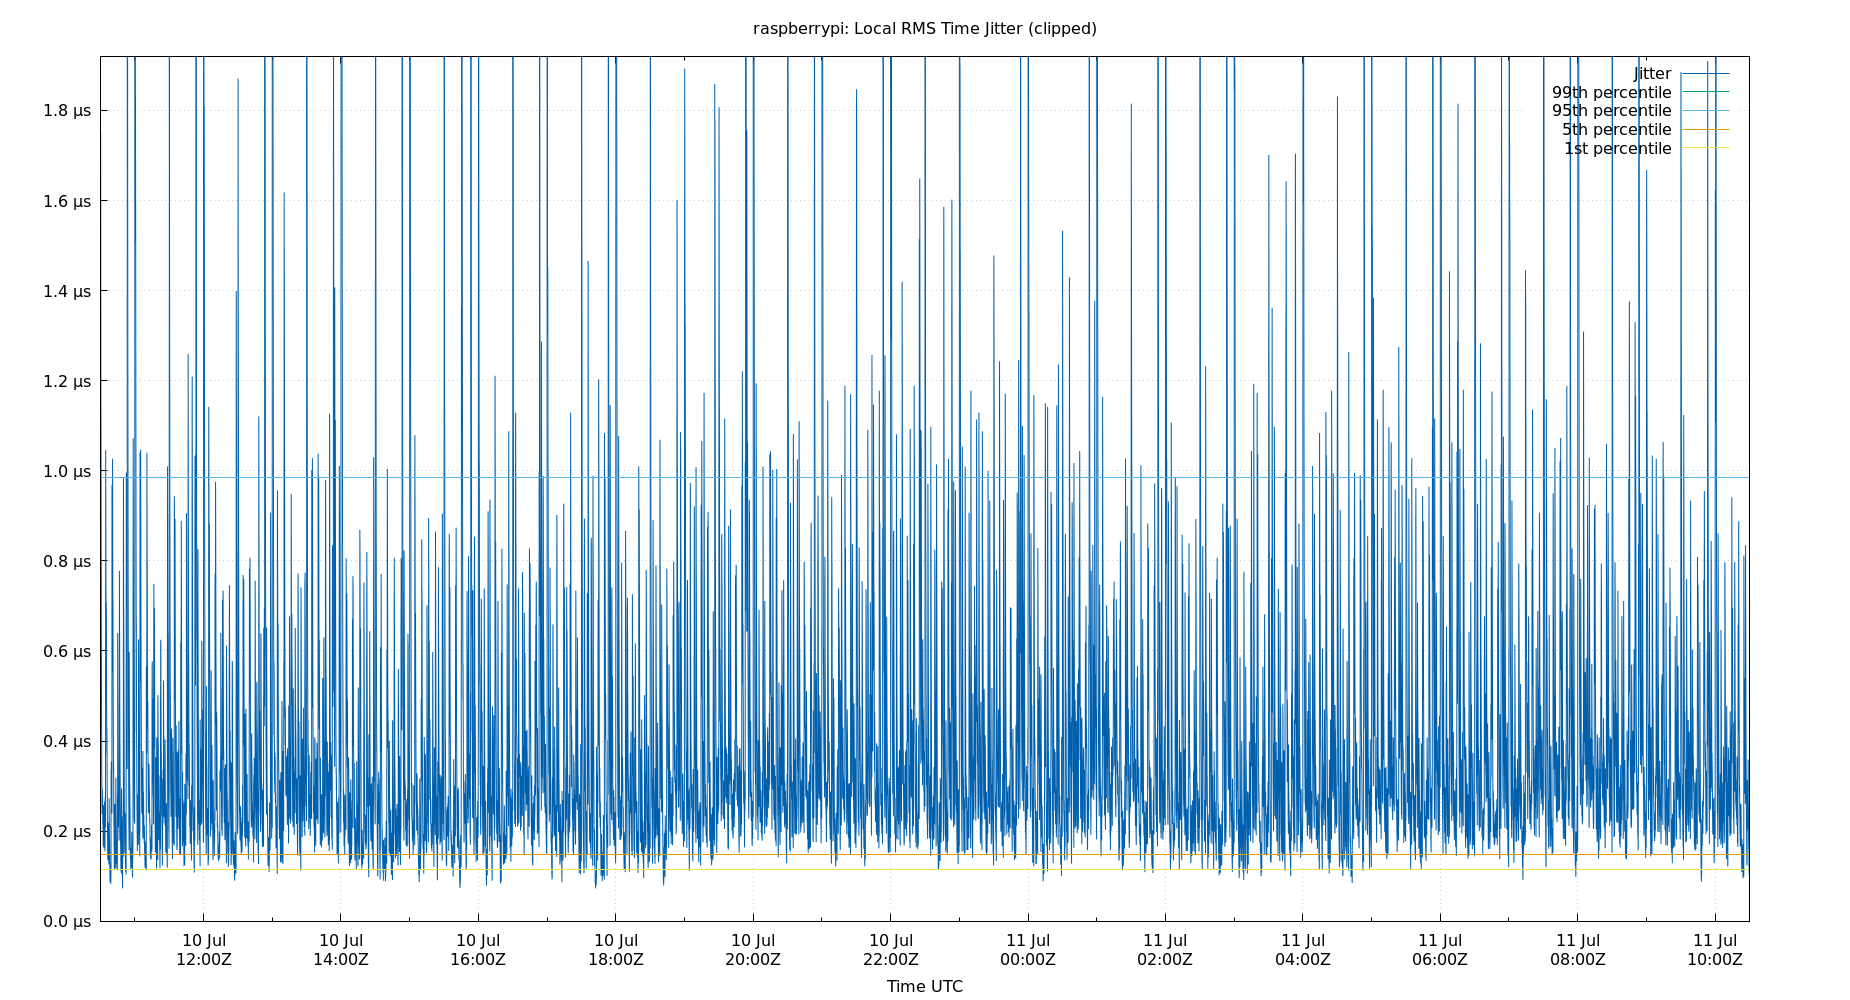 raspberrypi: Local RMS Time Jitter (clipped)
Jitter
99th percentile
95th percentile
5th percentile
1st percentile
1.8 µs
1.6 µs
1.4 µs
1.2 µs
1.0 µs
0.8 µs
0.6 µs
0.4 µs
0.2 µs
0.0 µs
10 Jul 10 Jul 10 Jul 10 Jul 10 Jul 10 Jul 11 Jul 11 Jul 11 Jul 11 Jul 11 Jul 11 Jul
12:00Z 14:00Z 16:00Z 18:00Z 20:00Z 22:00Z 00:00Z 02:00Z 04:00Z 06:00Z 08:00Z 10:00Z
Time UTC